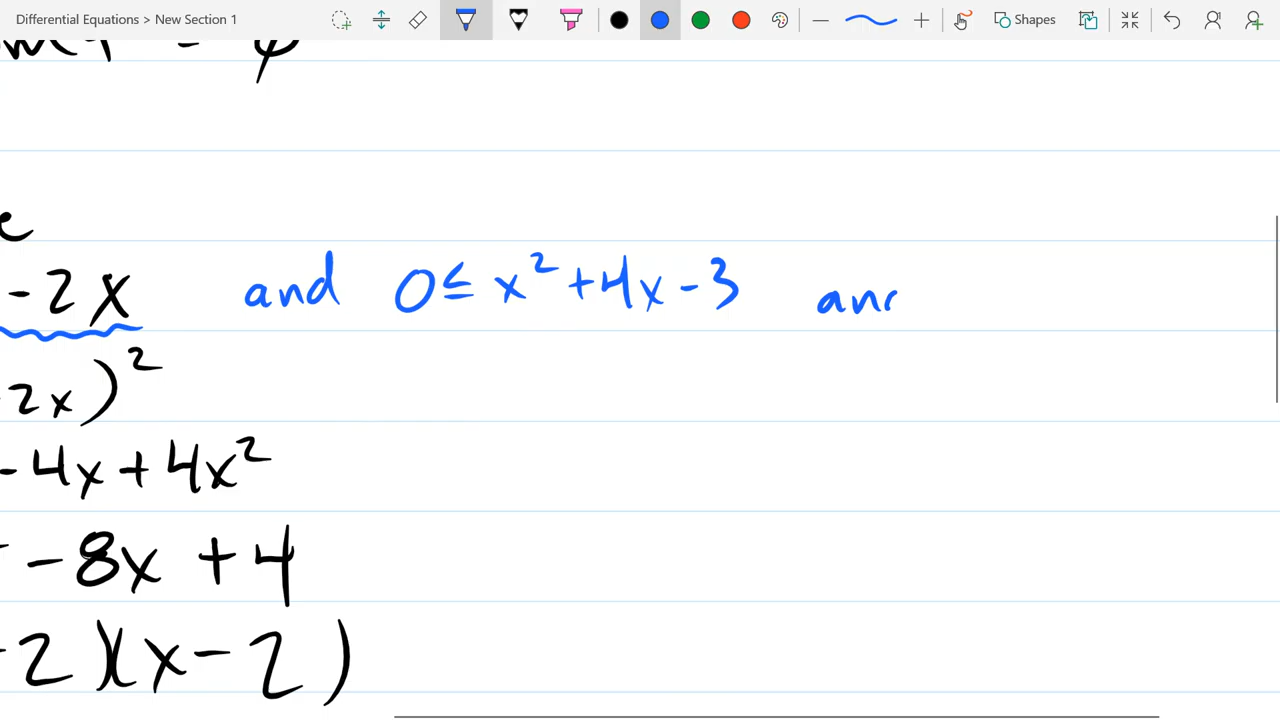 Differential Equations > New Section 1
Shapes
- 2x and 0 ≤ x² + 4x - 3 and
2x)²
- 4x + 4x²
- 8x + 4
-2)(x - 2)